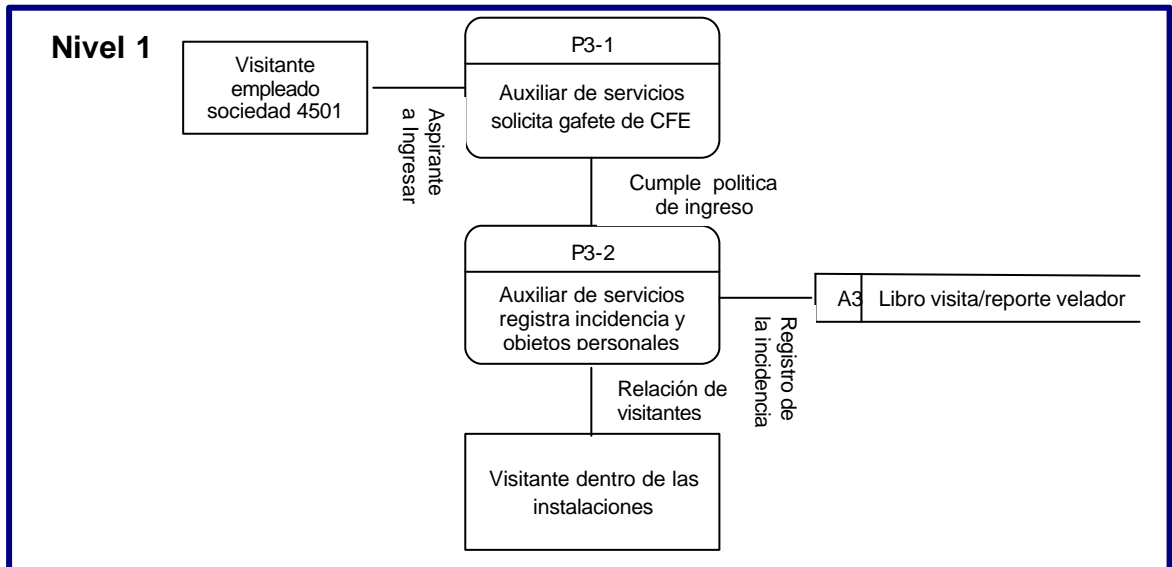 Nivel 1
Visitante
empleado
sociedad 4501
Aspirante
a Ingresar
P3-1
Auxiliar de servicios
solicita gafete de CFE
Cumple politica
de ingreso
P3-2
Auxiliar de servicios
registra incidencia y
objetos personales
Registro de
la incidencia
A3 Libro visita/reporte velador
Relación de
visitantes
Visitante dentro de las
instalaciones